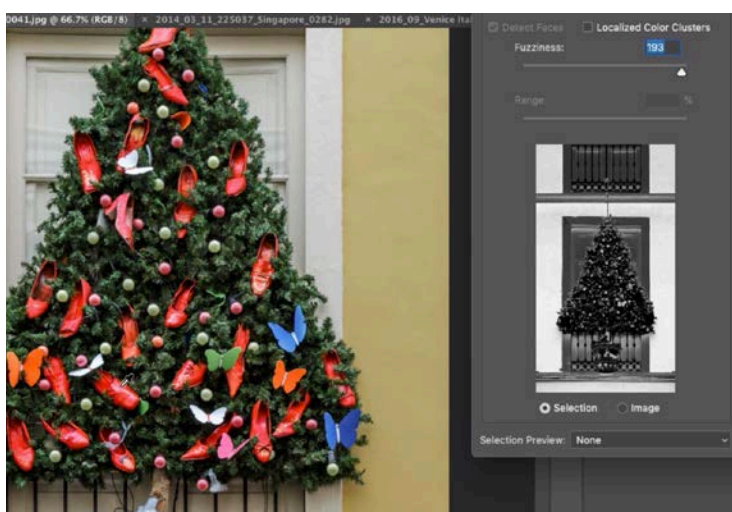 0041.jpg @ 66.7% (RGB/8) × 2014_03_11_225037_Singapore_0282.jpg × 2016_09_Venice Ital
Detect Faces Localized Color Clusters
Fuzziness: 193
Range: %
Selection Image
Selection Preview: None